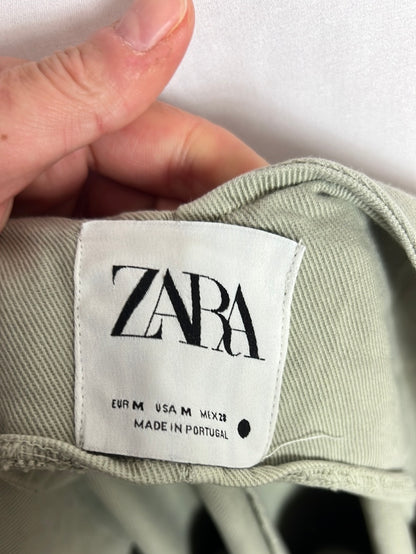 ZARA
EUR M USA M MEX 28
MADE IN PORTUGAL